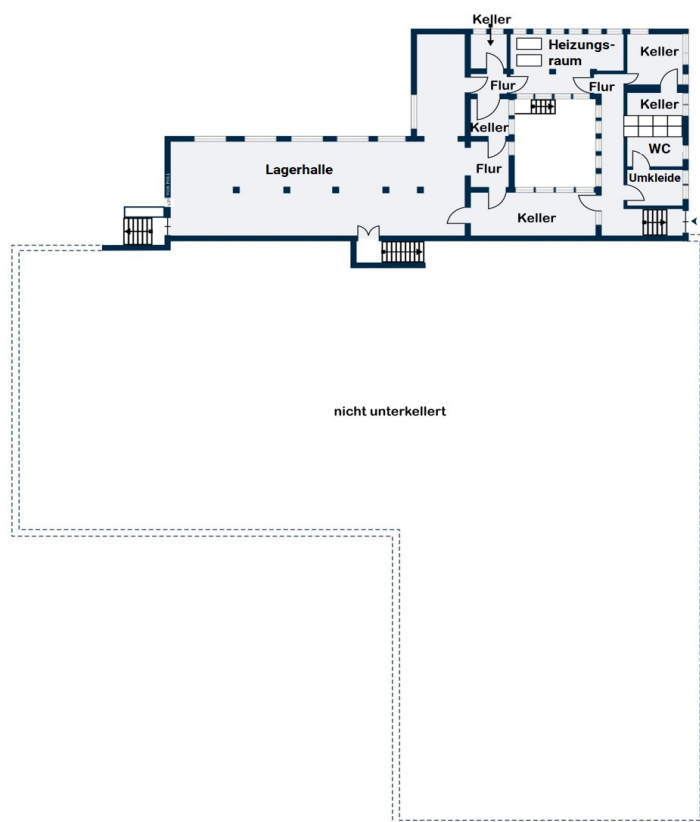 Keller
Heizungs-
raum
Keller
Flur
Flur
Keller
Keller
WC
Lagerhalle
Flur
Umkleide
Keller
nicht unterkellert